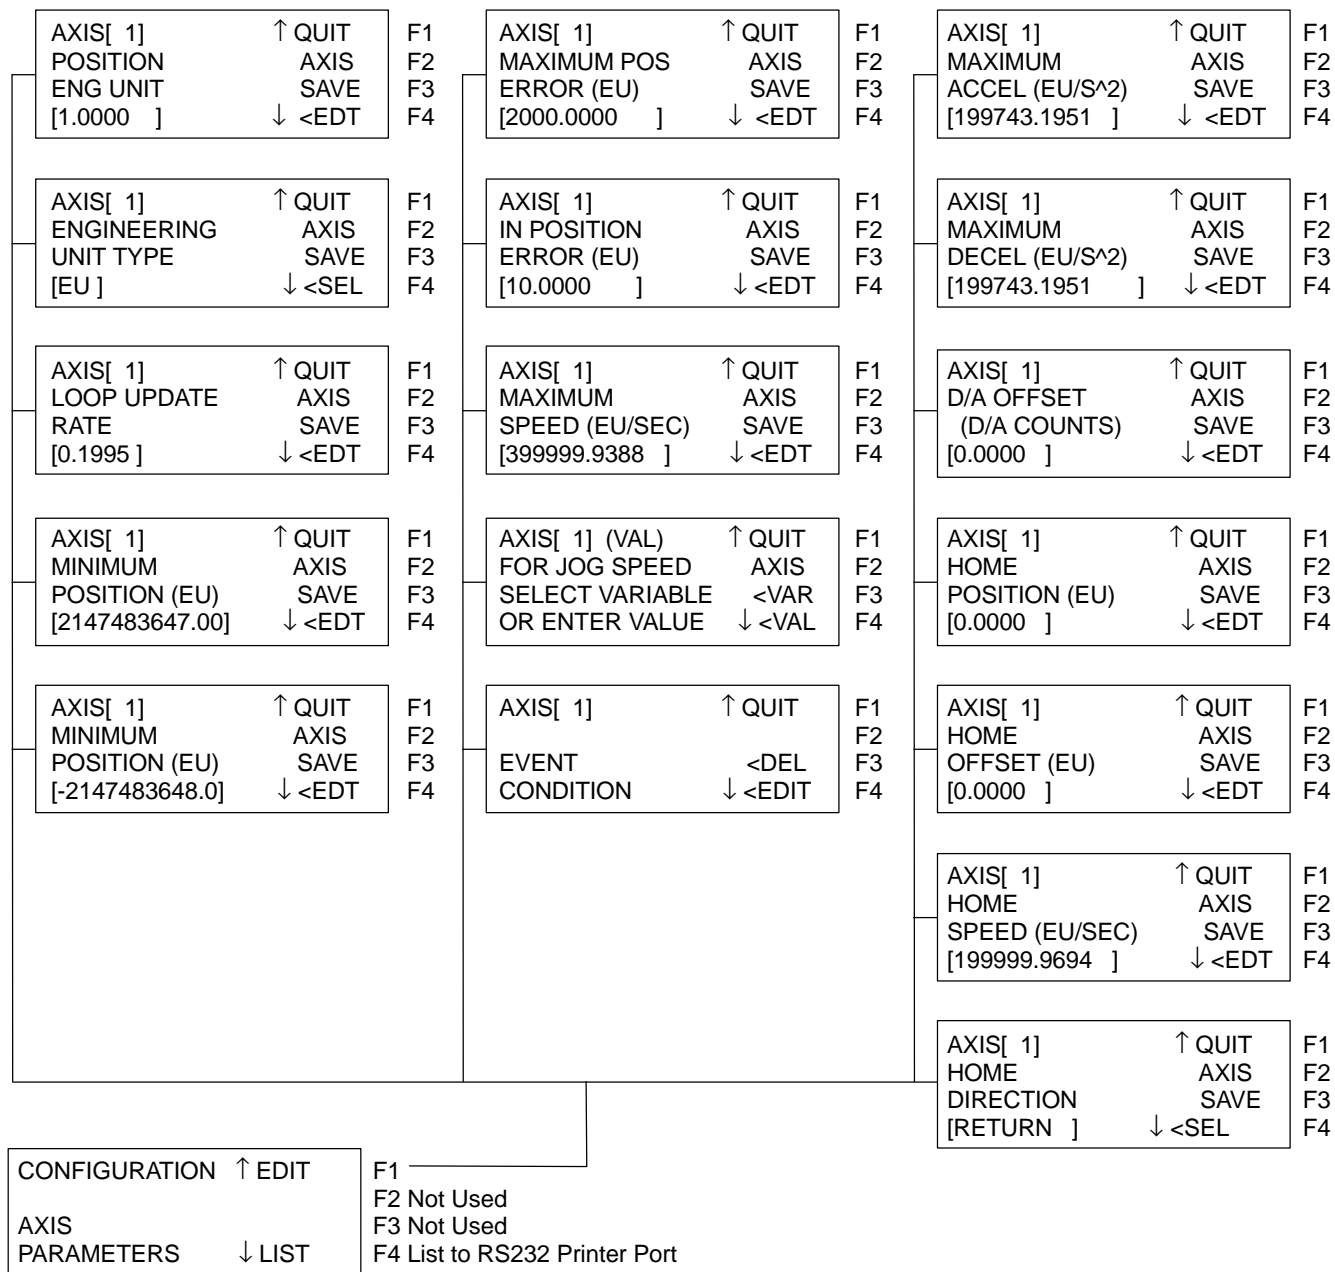 AXIS[ 1] ↑ QUIT F1
POSITION AXIS F2
ENG UNIT SAVE F3
[1.0000 ] ↓ <EDT F4
AXIS[ 1] ↑ QUIT F1
ENGINEERING AXIS F2
UNIT TYPE SAVE F3
[EU ] ↓ <SEL F4
AXIS[ 1] ↑ QUIT F1
LOOP UPDATE AXIS F2
RATE SAVE F3
[0.1995 ] ↓ <EDT F4
AXIS[ 1] ↑ QUIT F1
MINIMUM AXIS F2
POSITION (EU) SAVE F3
[2147483647.00] ↓ <EDT F4
AXIS[ 1] ↑ QUIT F1
MINIMUM AXIS F2
POSITION (EU) SAVE F3
[-2147483648.0] ↓ <EDT F4
AXIS[ 1] ↑ QUIT F1
MAXIMUM POS AXIS F2
ERROR (EU) SAVE F3
[2000.0000 ] ↓ <EDT F4
AXIS[ 1] ↑ QUIT F1
IN POSITION AXIS F2
ERROR (EU) SAVE F3
[10.0000 ] ↓ <EDT F4
AXIS[ 1] ↑ QUIT F1
MAXIMUM AXIS F2
SPEED (EU/SEC) SAVE F3
[399999.9388 ] ↓ <EDT F4
AXIS[ 1] (VAL) ↑ QUIT F1
FOR JOG SPEED AXIS F2
SELECT VARIABLE <VAR F3
OR ENTER VALUE ↓ <VAL F4
AXIS[ 1] ↑ QUIT F1
F2
EVENT <DEL F3
CONDITION ↓ <EDIT F4
AXIS[ 1] ↑ QUIT F1
MAXIMUM AXIS F2
ACCEL (EU/S^2) SAVE F3
[199743.1951 ] ↓ <EDT F4
AXIS[ 1] ↑ QUIT F1
MAXIMUM AXIS F2
DECEL (EU/S^2) SAVE F3
[199743.1951 ] ↓ <EDT F4
AXIS[ 1] ↑ QUIT F1
D/A OFFSET AXIS F2
(D/A COUNTS) SAVE F3
[0.0000 ] ↓ <EDT F4
AXIS[ 1] ↑ QUIT F1
HOME AXIS F2
POSITION (EU) SAVE F3
[0.0000 ] ↓ <EDT F4
AXIS[ 1] ↑ QUIT F1
HOME AXIS F2
OFFSET (EU) SAVE F3
[0.0000 ] ↓ <EDT F4
AXIS[ 1] ↑ QUIT F1
HOME AXIS F2
SPEED (EU/SEC) SAVE F3
[199999.9694 ] ↓ <EDT F4
AXIS[ 1] ↑ QUIT F1
HOME AXIS F2
DIRECTION SAVE F3
[RETURN ] ↓ <SEL F4
CONFIGURATION ↑ EDIT F1
F2 Not Used
AXIS F3 Not Used
PARAMETERS ↓ LIST F4 List to RS232 Printer Port